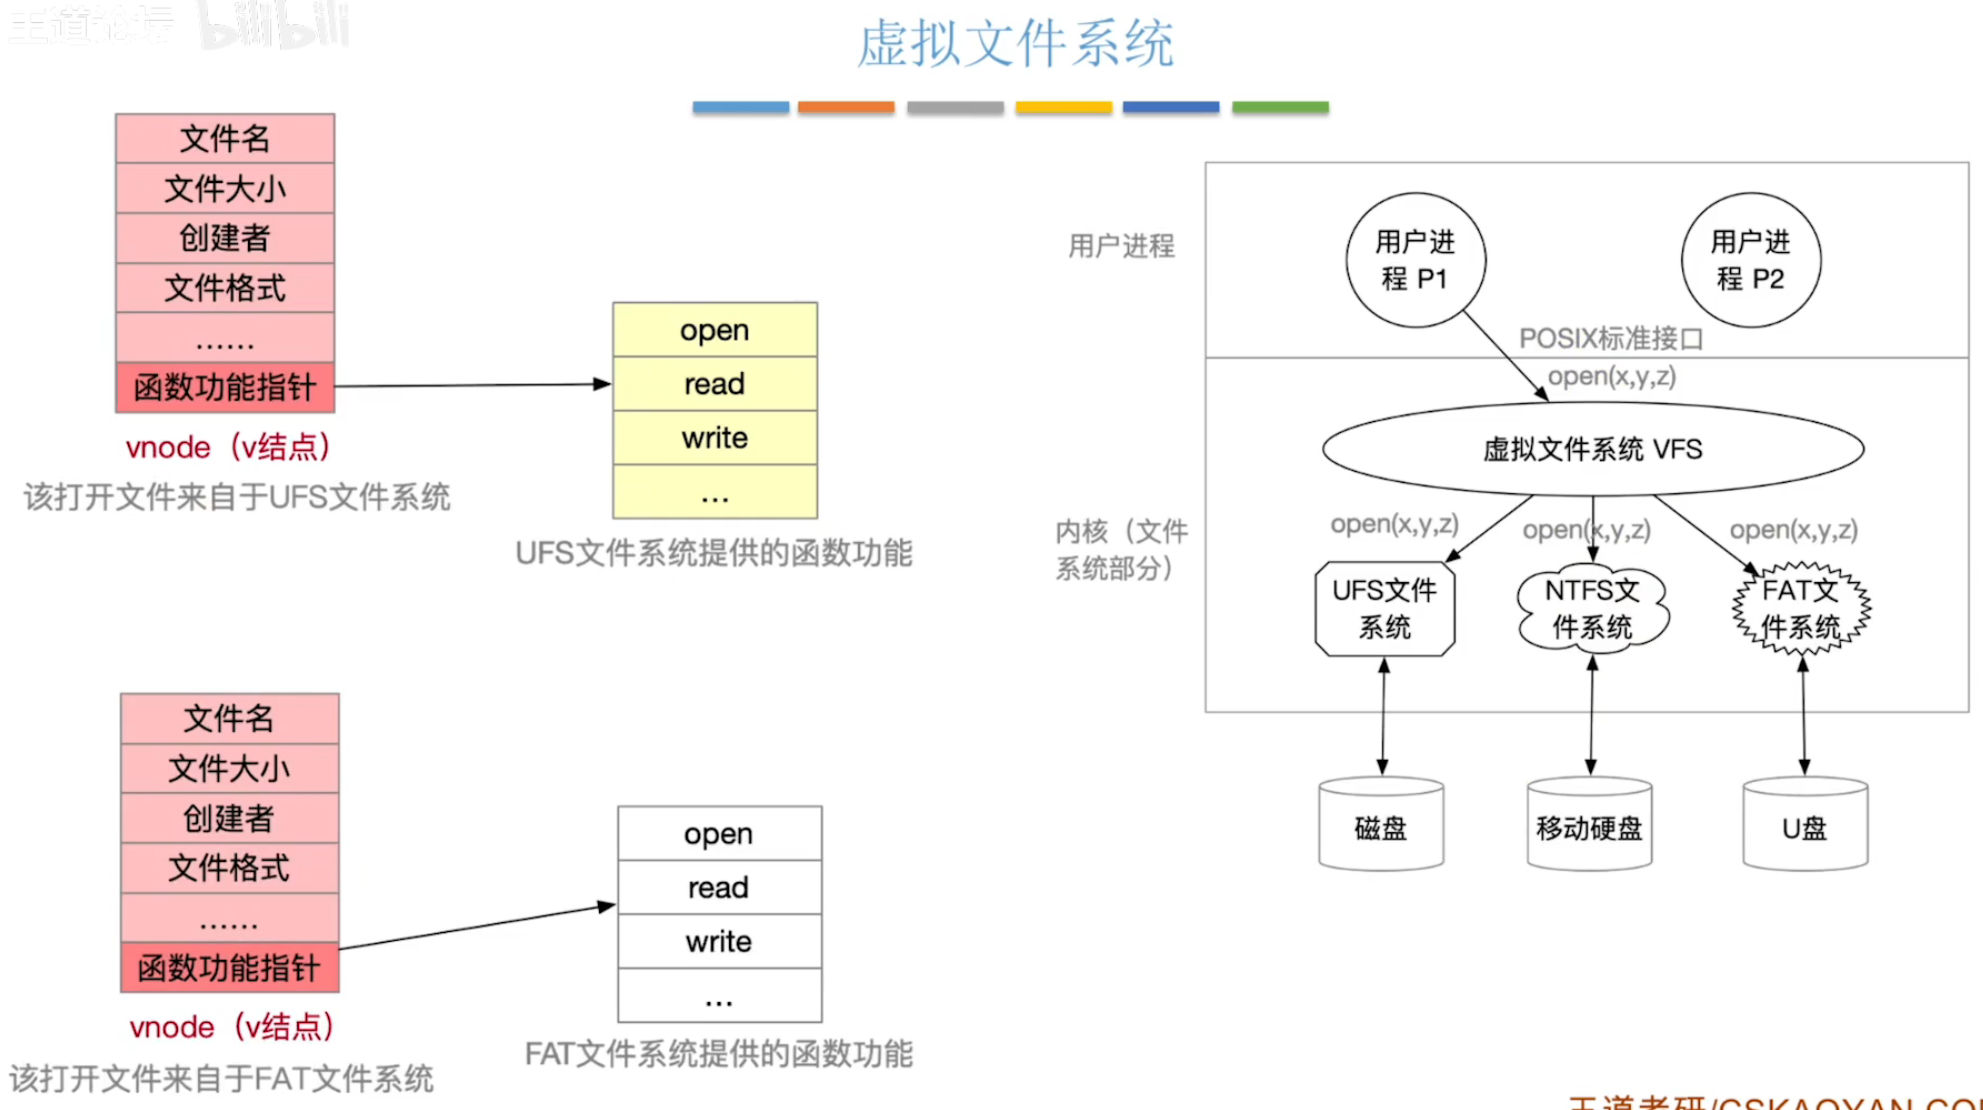 王道论坛 bilibili
虚拟文件系统
文件名
文件大小
创建者
文件格式
......
函数功能指针
vnode（v结点）
该打开文件来自于UFS文件系统
open
read
write
...
UFS文件系统提供的函数功能
文件名
文件大小
创建者
文件格式
......
函数功能指针
vnode（v结点）
该打开文件来自于FAT文件系统
open
read
write
...
FAT文件系统提供的函数功能
用户进程
用户进
程 P1
用户进
程 P2
POSIX标准接口
open(x,y,z)
虚拟文件系统 VFS
内核（文件
系统部分）
open(x,y,z)
open(x,y,z)
open(x,y,z)
UFS文件
系统
NTFS文
件系统
FAT文
件系统
磁盘
移动硬盘
U盘
王道考研/CSKAOYAN.COM